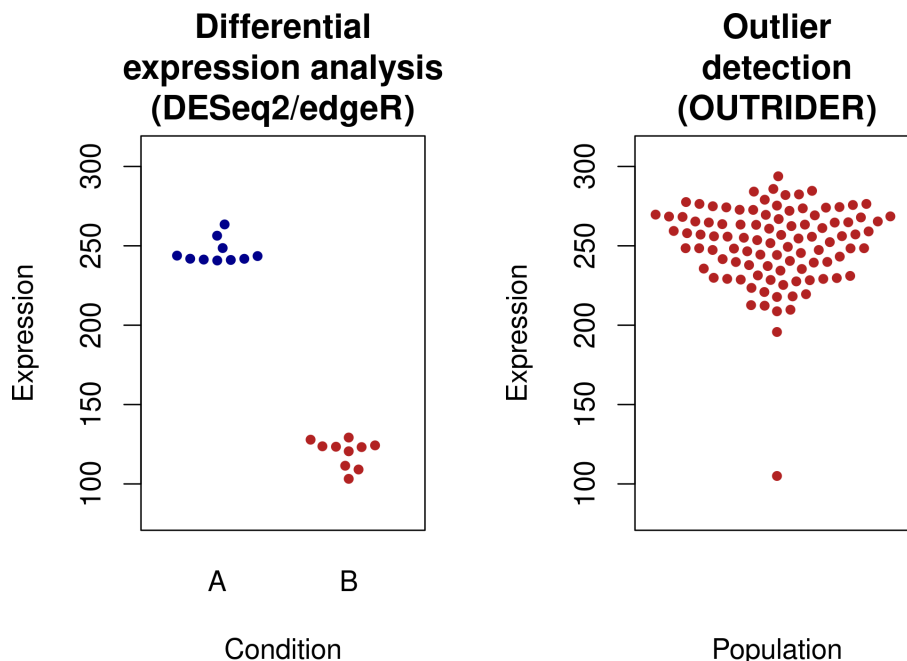 Differential
expression analysis
(DESeq2/edgeR)
300
250
200
150
100
Expression
A B
Condition
Outlier
detection
(OUTRIDER)
300
250
200
150
100
Expression
Population